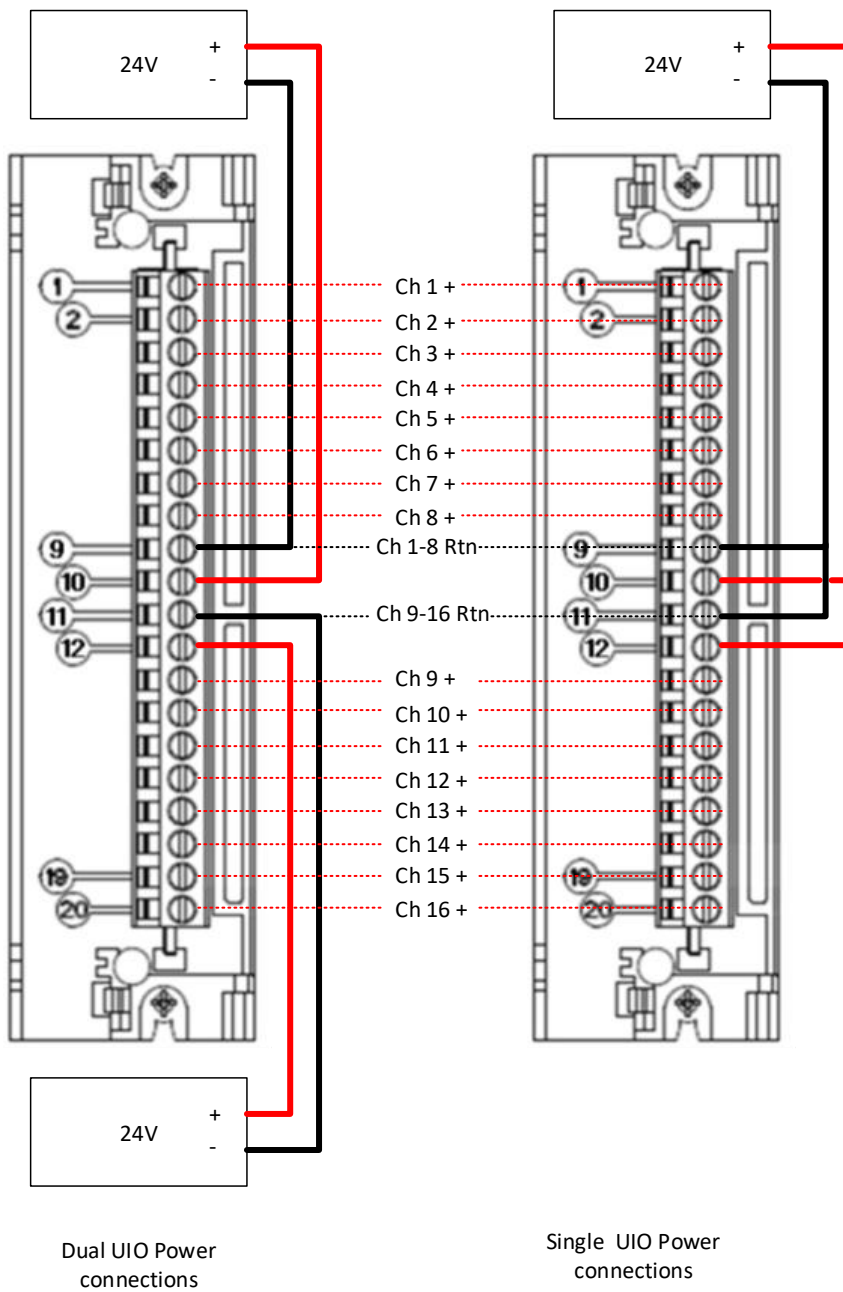 24V
+
-
24V
+
-
1
2
9
10
11
12
19
20
Ch 1 +
Ch 2 +
Ch 3 +
Ch 4 +
Ch 5 +
Ch 6 +
Ch 7 +
Ch 8 +
Ch 1-8 Rtn
Ch 9-16 Rtn
Ch 9 +
Ch 10 +
Ch 11 +
Ch 12 +
Ch 13 +
Ch 14 +
Ch 15 +
Ch 16 +
1
2
9
10
11
12
19
20
24V
+
-
Dual UIO Power
connections
Single UIO Power
connections